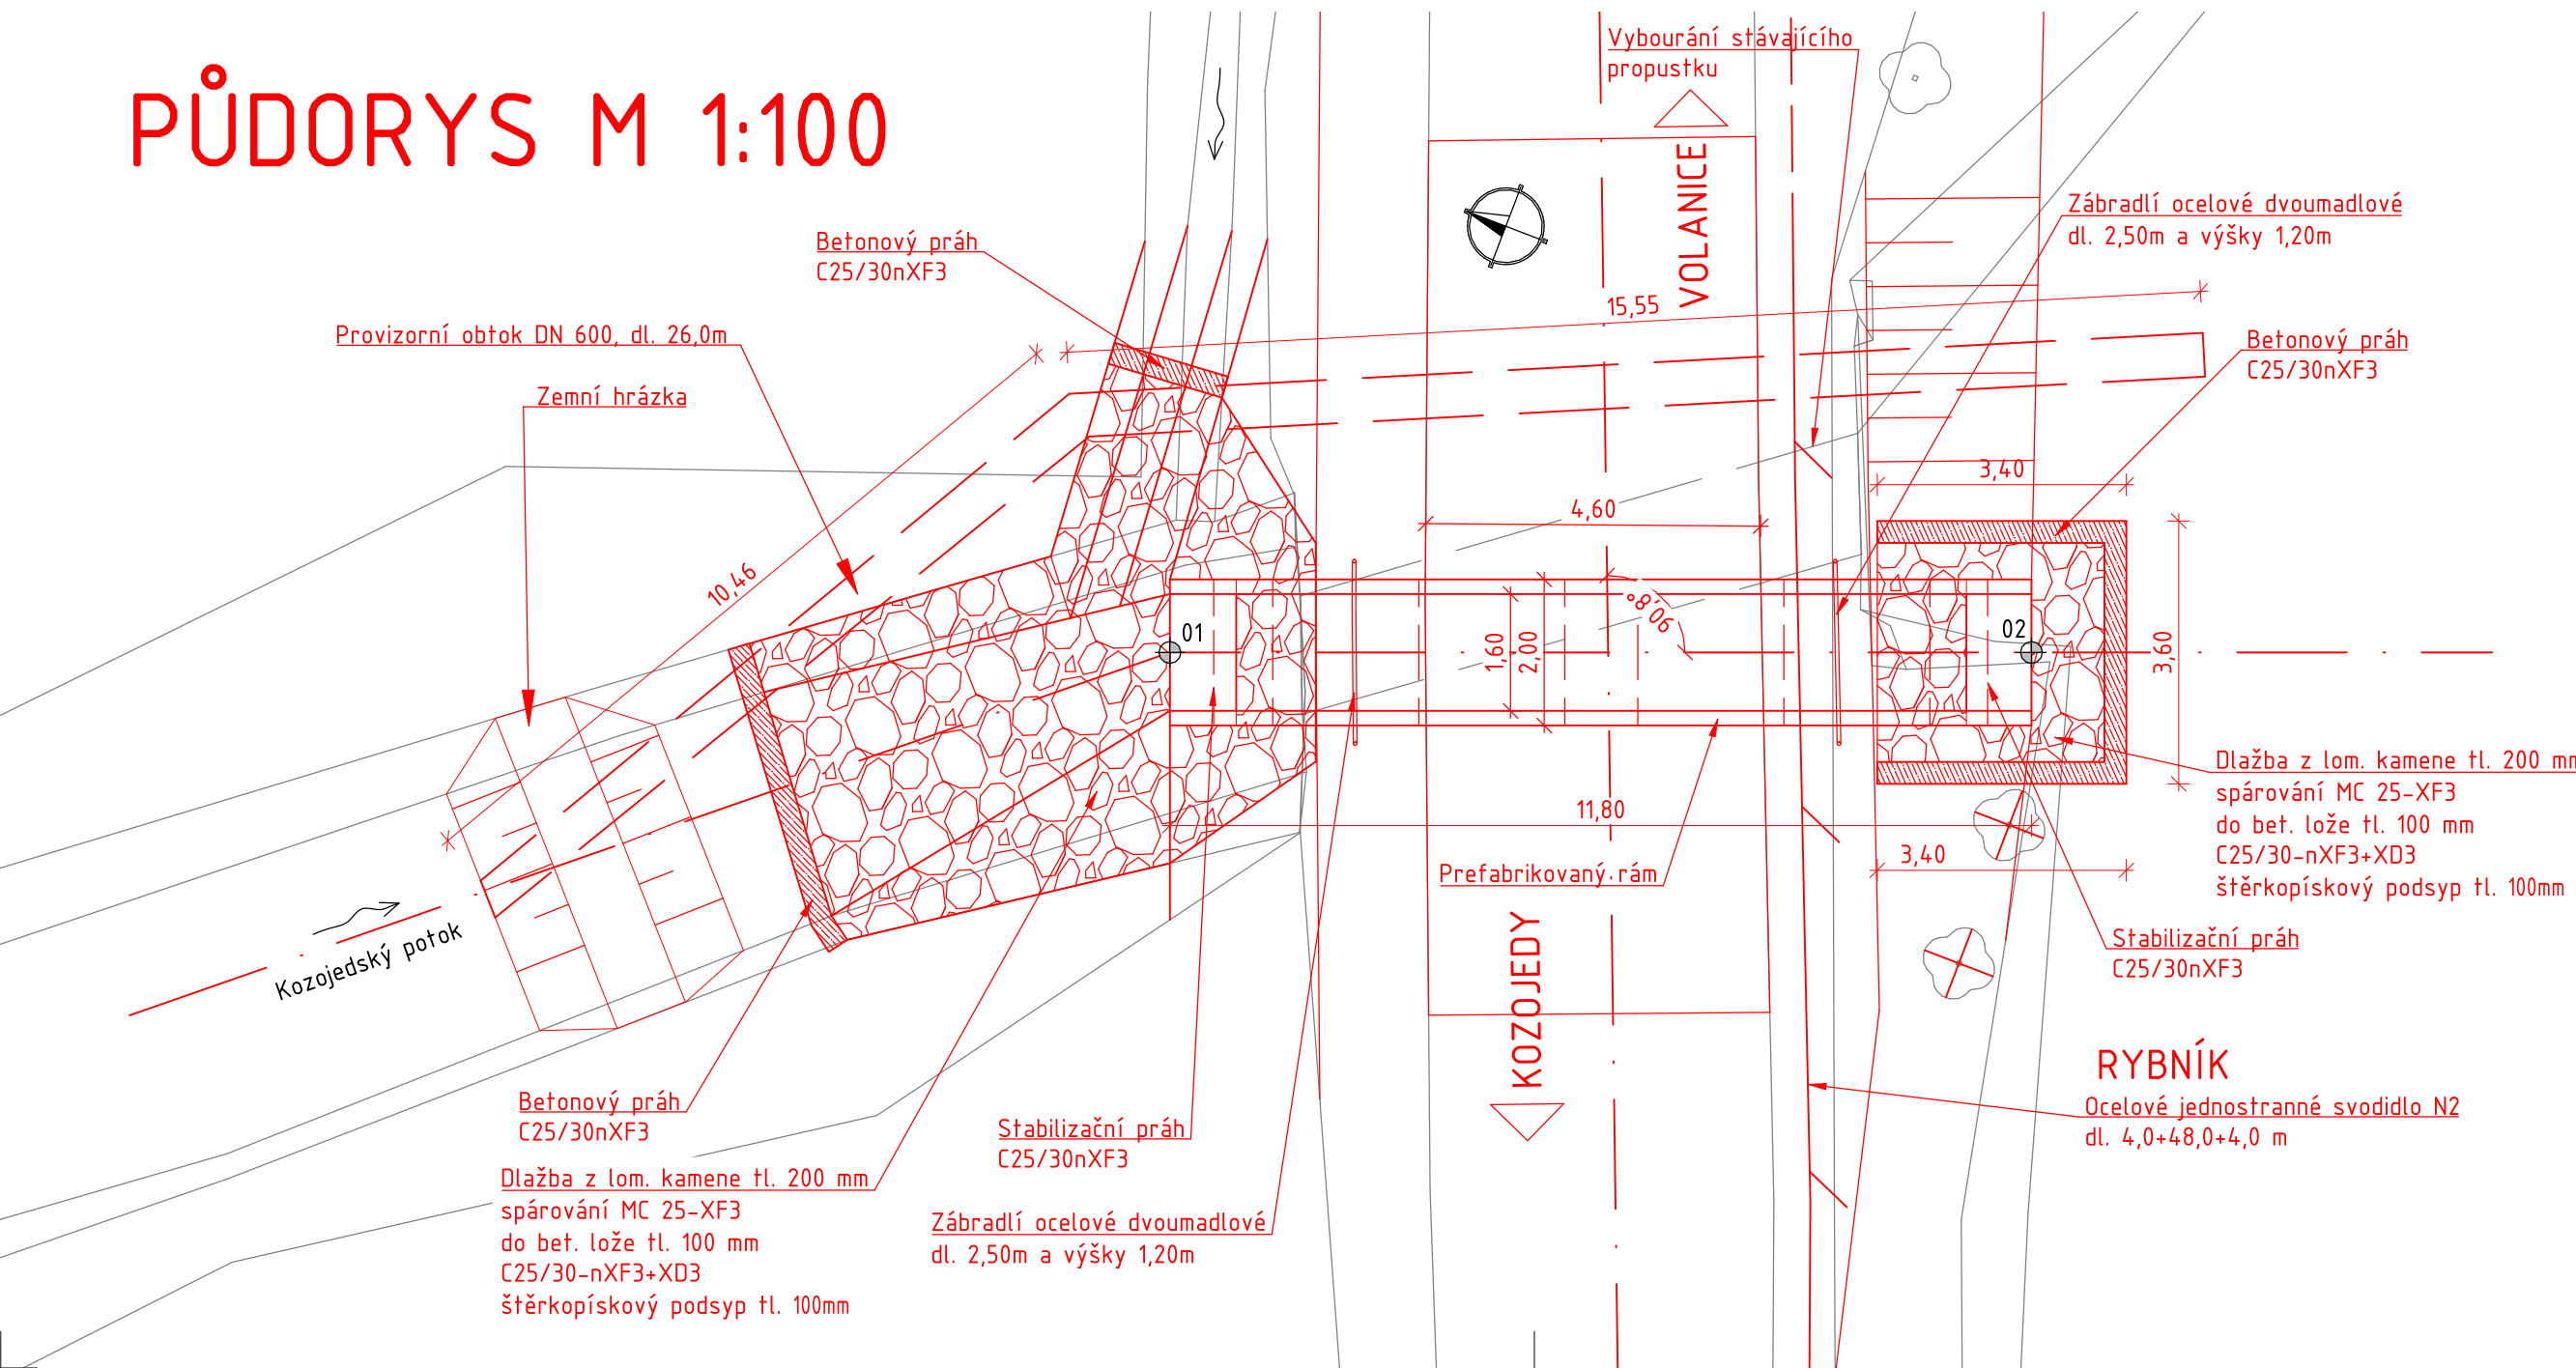 PŮDORYS M 1:100
Vybourání stávajícího
propustku
VOLANICE
Zábradlí ocelové dvoumadlové
dl. 2,50m a výšky 1,20m
Betonový práh
C25/30nXF3
15,55
Provizorní obtok DN 600, dl. 26,0m
Betonový práh
C25/30nXF3
Zemní hrázka
3,40
4,60
10,46
90,8°
01
02
1,60
2,00
3,60
Dlažba z lom. kamene tl. 200 mm
spárování MC 25-XF3
do bet. lože tl. 100 mm
C25/30-nXF3+XD3
štěrkopískový podsyp tl. 100mm
11,80
3,40
Prefabrikovaný rám
Kozojedský potok
KOZOJEDY
Stabilizační práh
C25/30nXF3
RYBNÍK
Ocelové jednostranné svodidlo N2
dl. 4,0+48,0+4,0 m
Betonový práh
C25/30nXF3
Stabilizační práh
C25/30nXF3
Dlažba z lom. kamene tl. 200 mm
spárování MC 25-XF3
do bet. lože tl. 100 mm
C25/30-nXF3+XD3
štěrkopískový podsyp tl. 100mm
Zábradlí ocelové dvoumadlové
dl. 2,50m a výšky 1,20m